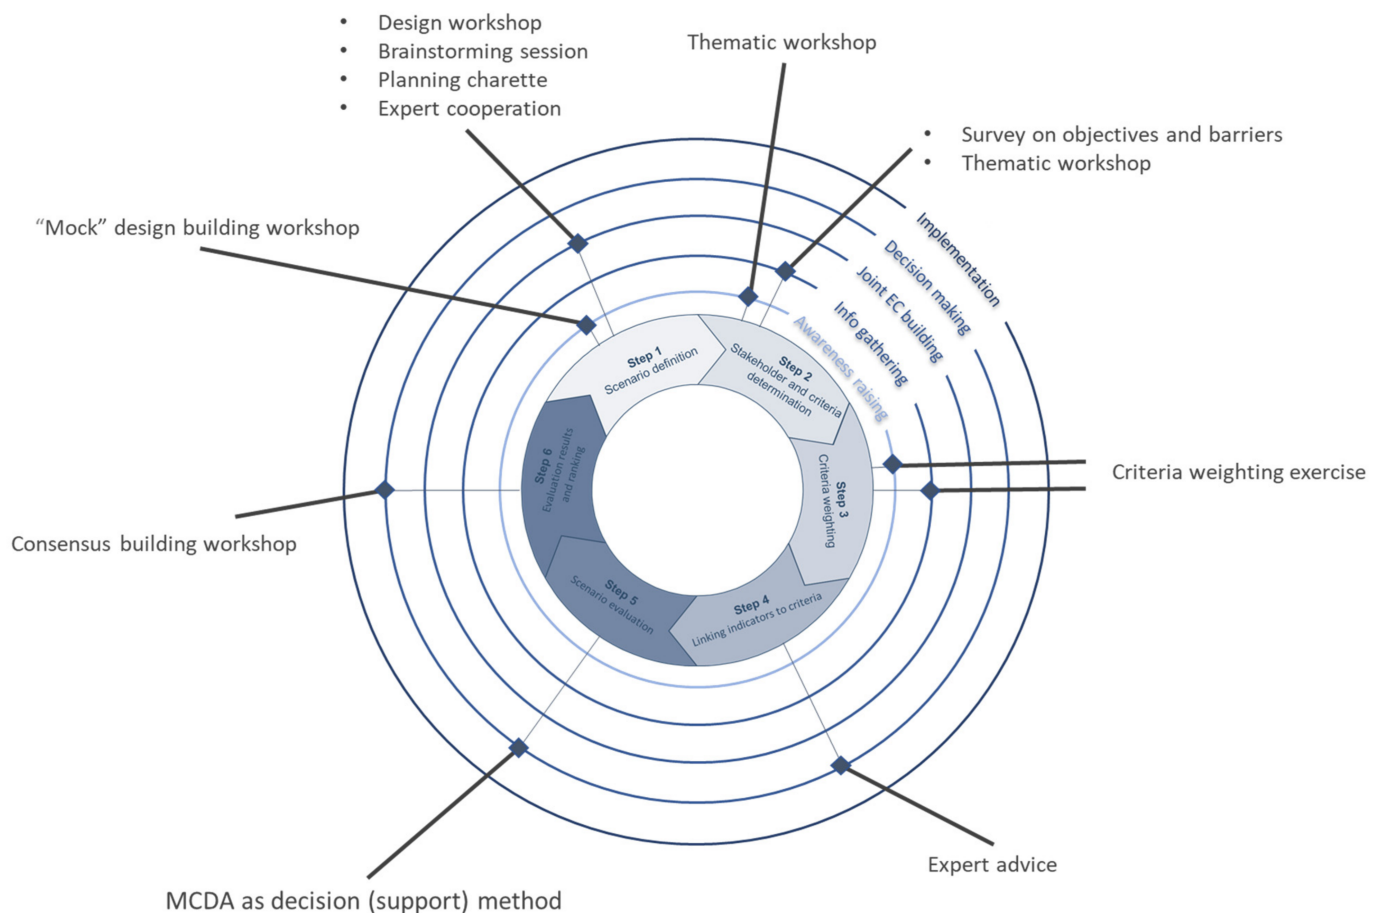 • Design workshop
• Brainstorming session
• Planning charette
• Expert cooperation
Thematic workshop
• Survey on objectives and barriers
• Thematic workshop
“Mock” design building workshop
Implementation
Decision making
Joint EC building
Info gathering
Awareness raising
Step 1
Scenario definition
Step 2
Stakeholder and criteria
determination
Step 3
Criteria weighting
Step 4
Linking indicators to criteria
Step 5
Scenario evaluation
Step 6
Evaluation results
and ranking
Criteria weighting exercise
Consensus building workshop
Expert advice
MCDA as decision (support) method